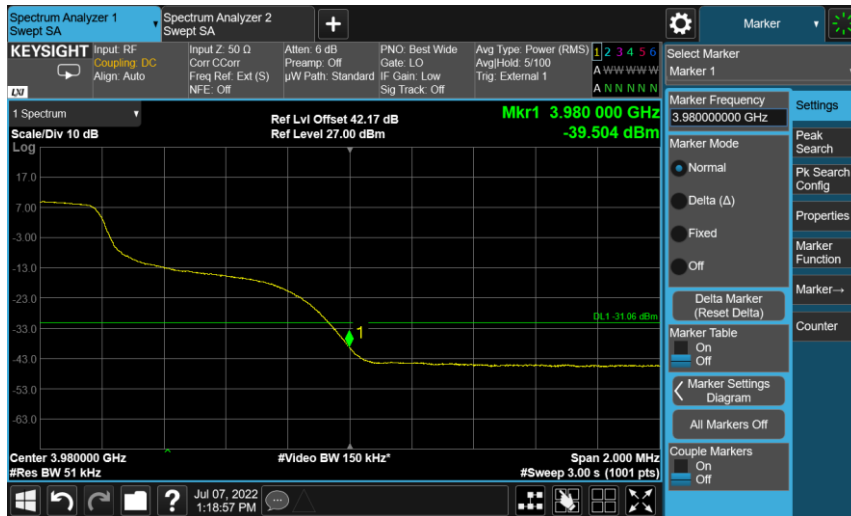 Spectrum Analyzer 1
Swept SA
Spectrum Analyzer 2
Swept SA
Marker
KEYSIGHT
LXI
Input: RF
Coupling: DC
Align: Auto
Input Z: 50 Ω
Corr CCorr
Freq Ref: Ext (S)
NFE: Off
Atten: 6 dB
Preamp: Off
µW Path: Standard
PNO: Best Wide
Gate: LO
IF Gain: Low
Sig Track: Off
Avg Type: Power (RMS)
Avg|Hold: 5/100
Trig: External 1
1 2 3 4 5 6
A W W W W W
A N N N N N
Select Marker
Marker 1
1 Spectrum
Scale/Div 10 dB
Log
Ref Lvl Offset 42.17 dB
Ref Level 27.00 dBm
Mkr1 3.980 000 GHz
-39.504 dBm
17.0
7.00
-3.00
-13.0
-23.0
-33.0
-43.0
-53.0
-63.0
DL1 -31.06 dBm
1
Center 3.980000 GHz
#Res BW 51 kHz
#Video BW 150 kHz*
Span 2.000 MHz
#Sweep 3.00 s (1001 pts)
Marker Frequency
3.980000000 GHz
Marker Mode
Normal
Delta (Δ)
Fixed
Off
Delta Marker
(Reset Delta)
Marker Table
On
Off
Marker Settings
Diagram
All Markers Off
Couple Markers
On
Off
Settings
Peak
Search
Pk Search
Config
Properties
Marker
Function
Marker→
Counter
?
Jul 07, 2022
1:18:57 PM